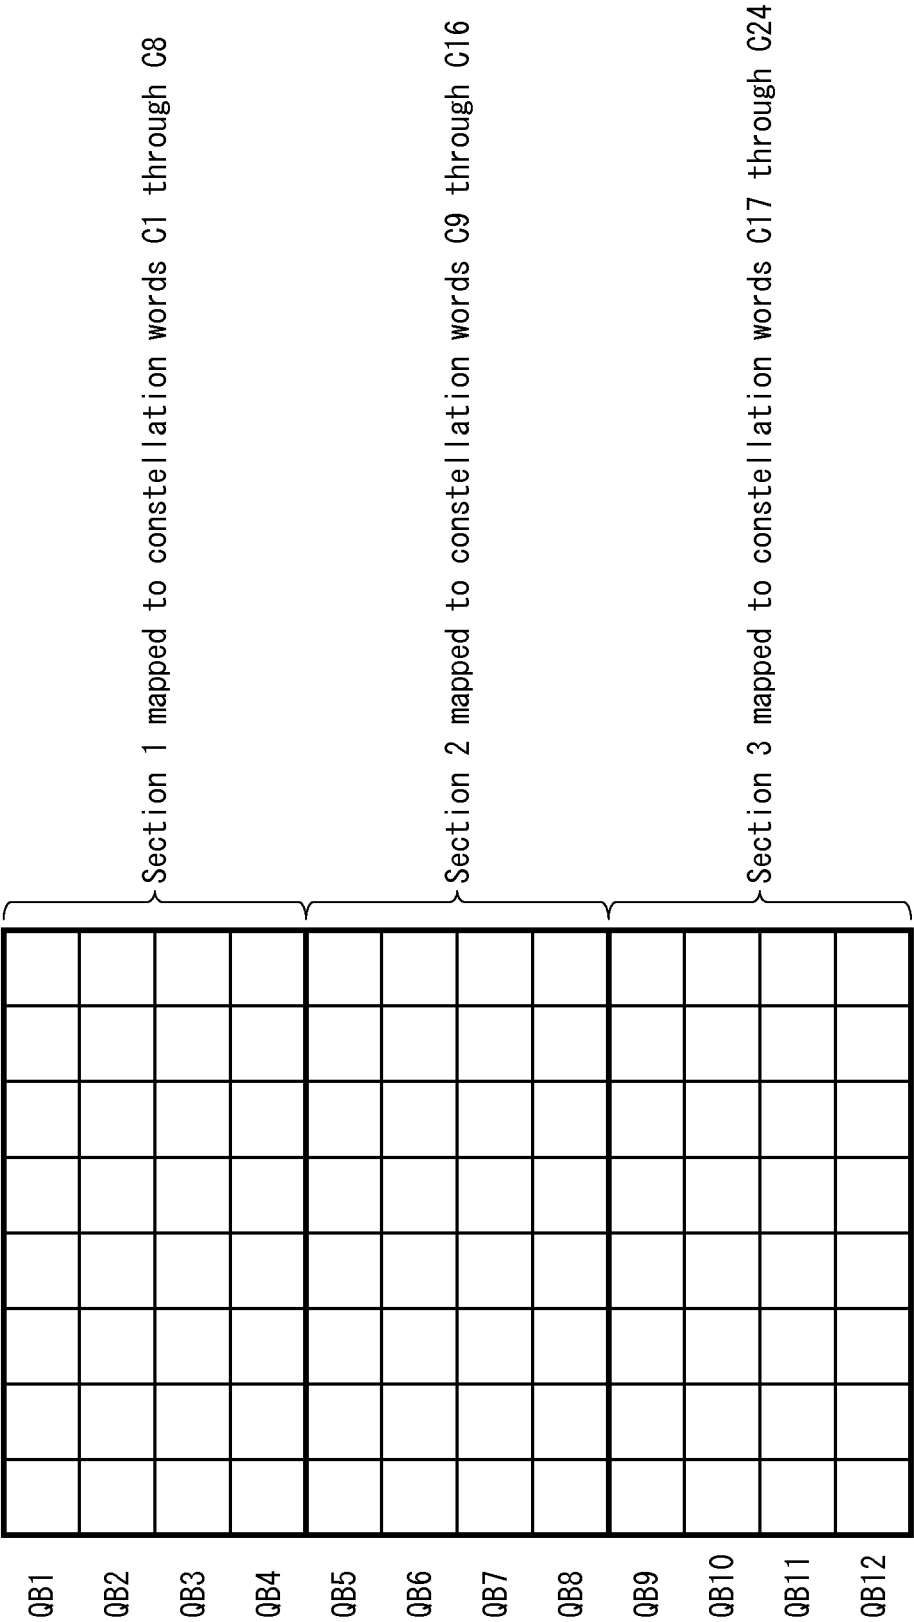 QB1
QB2
QB3
QB4
QB5
QB6
QB7
QB8
QB9
QB10
QB11
QB12
Section 1 mapped to constellation words C1 through C8
Section 2 mapped to constellation words C9 through C16
Section 3 mapped to constellation words C17 through C24